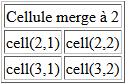 Cellule merge à 2
cell(2,1) cell(2,2)
cell(3,1) cell(3,2)